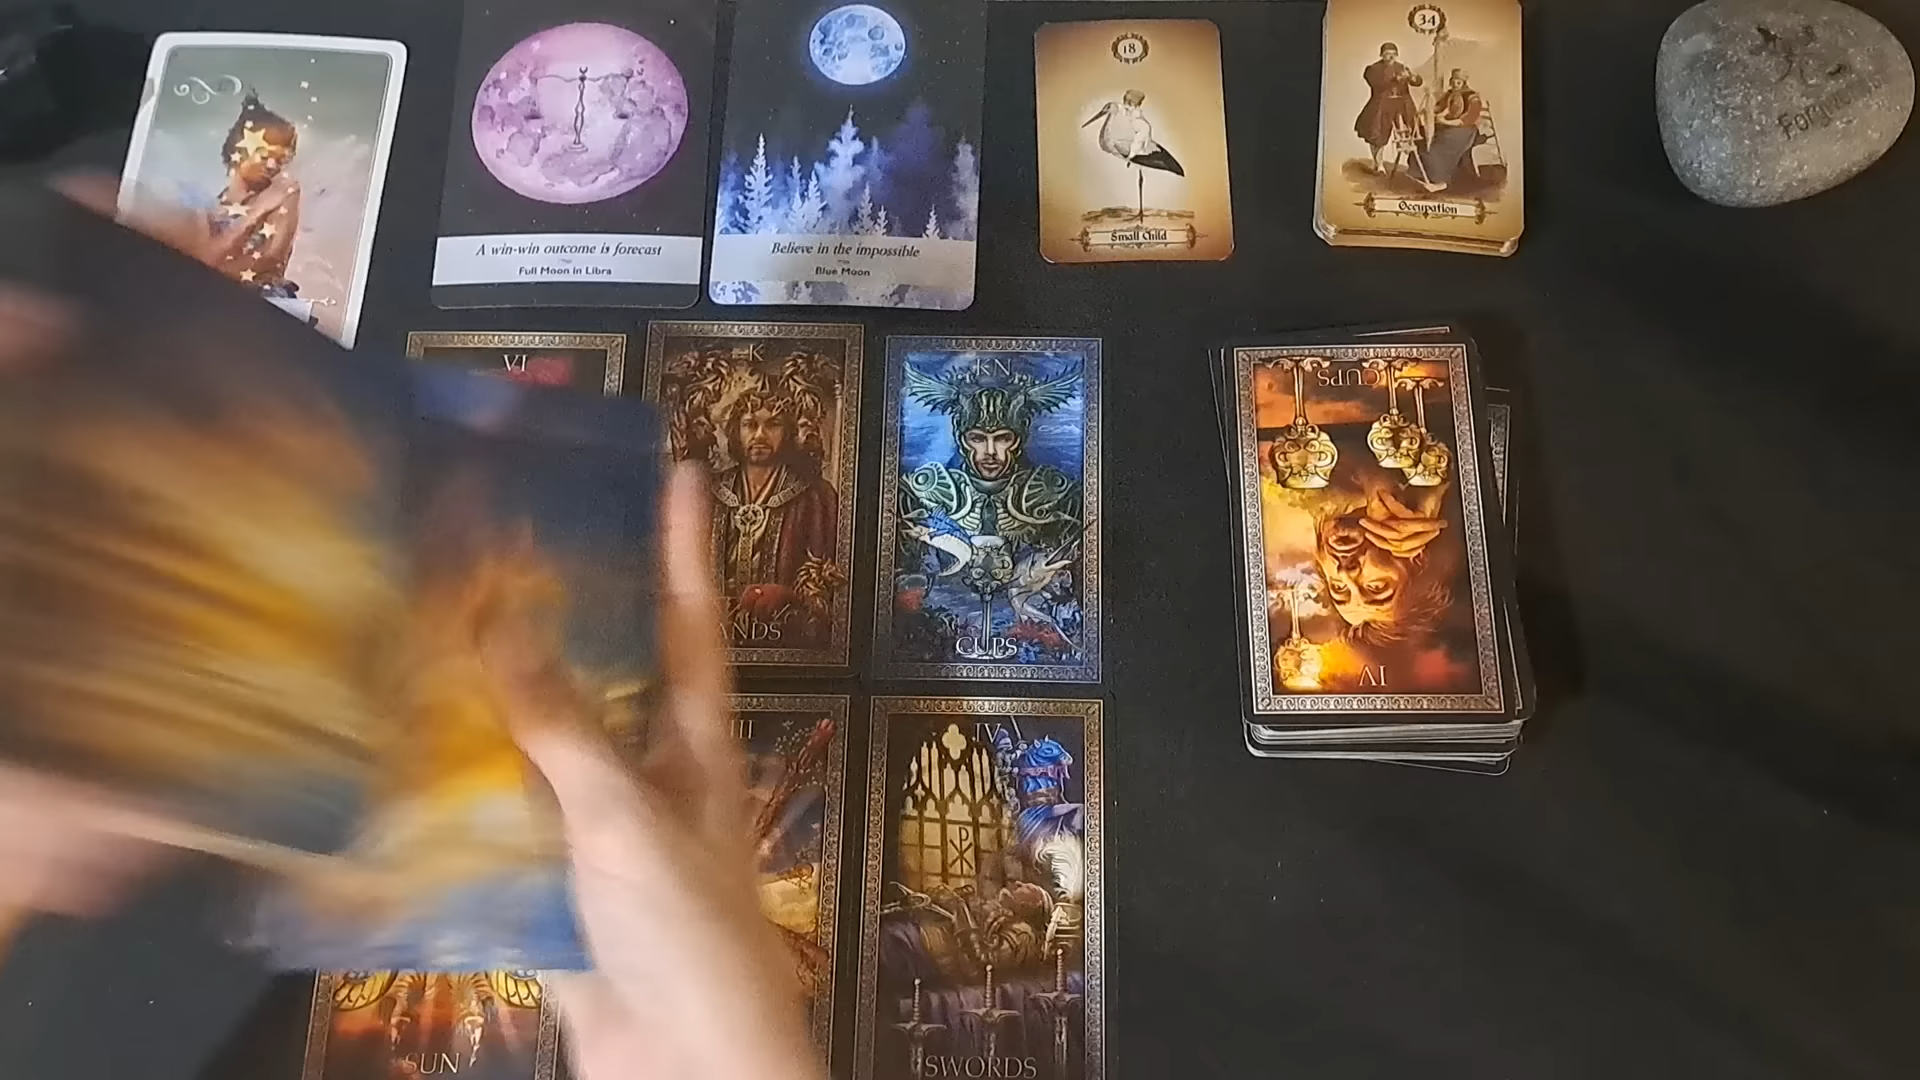 A win-win outcome is forecast
Full Moon in Libra
Believe in the impossible
Blue Moon
18
Small Child
34
Occupation
VI
K
KN
CUPS
CUPS
IV
IV
SWORDS
SUN